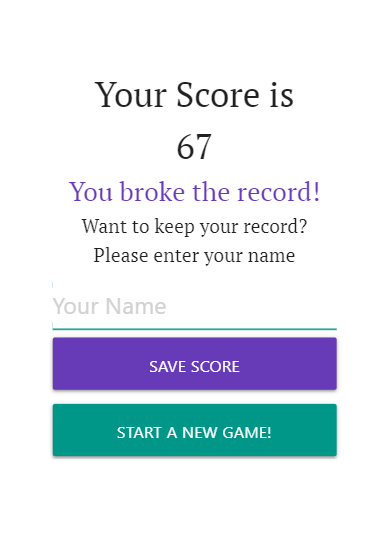 Your Score is
67
You broke the record!
Want to keep your record?
Please enter your name
Your Name
SAVE SCORE
START A NEW GAME!